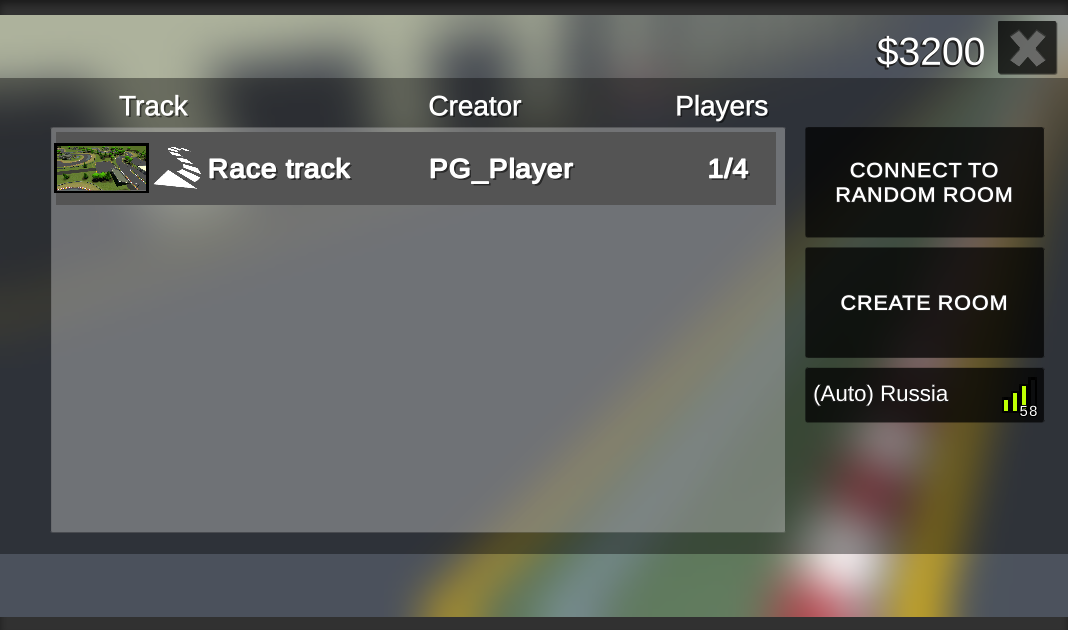 $3200
Track Creator Players
Race track PG_Player 1/4
CONNECT TO
RANDOM ROOM
CREATE ROOM
(Auto) Russia 58